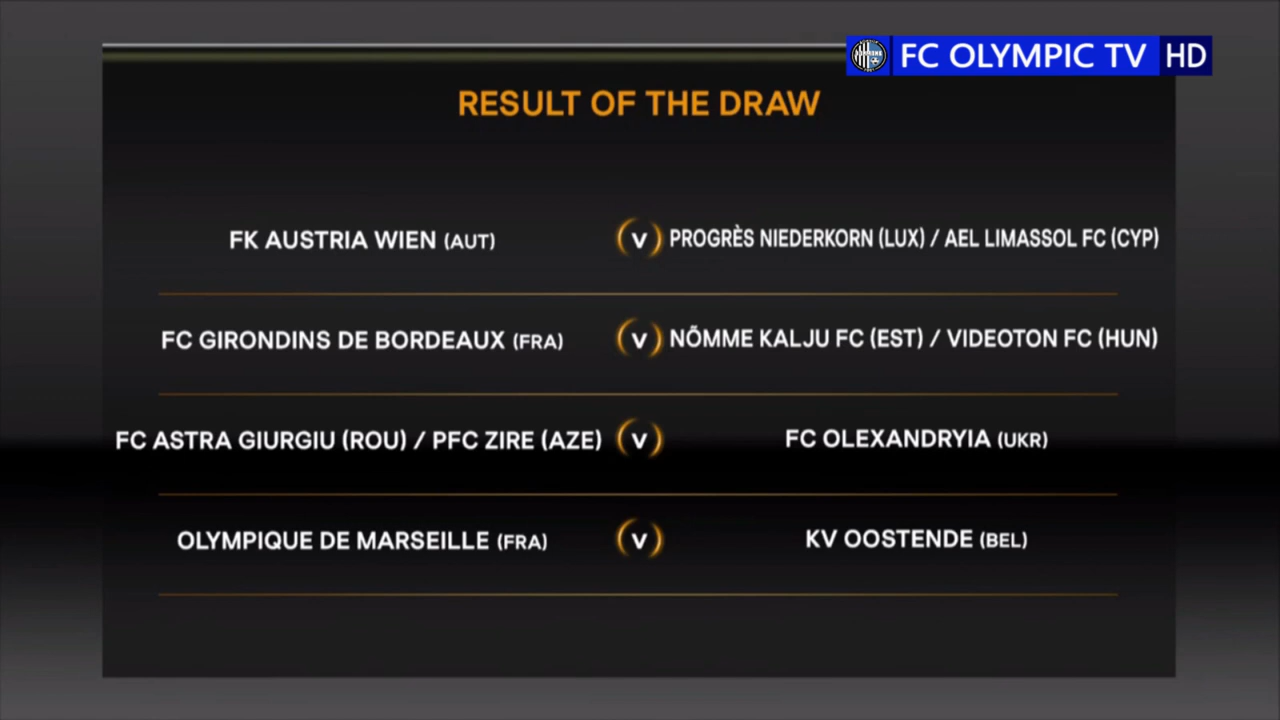 FC OLYMPIC TV HD
RESULT OF THE DRAW
FK AUSTRIA WIEN (AUT) V PROGRÈS NIEDERKORN (LUX) / AEL LIMASSOL FC (CYP)
FC GIRONDINS DE BORDEAUX (FRA) V NÕMME KALJU FC (EST) / VIDEOTON FC (HUN)
FC ASTRA GIURGIU (ROU) / PFC ZIRE (AZE) V FC OLEXANDRYIA (UKR)
OLYMPIQUE DE MARSEILLE (FRA) V KV OOSTENDE (BEL)